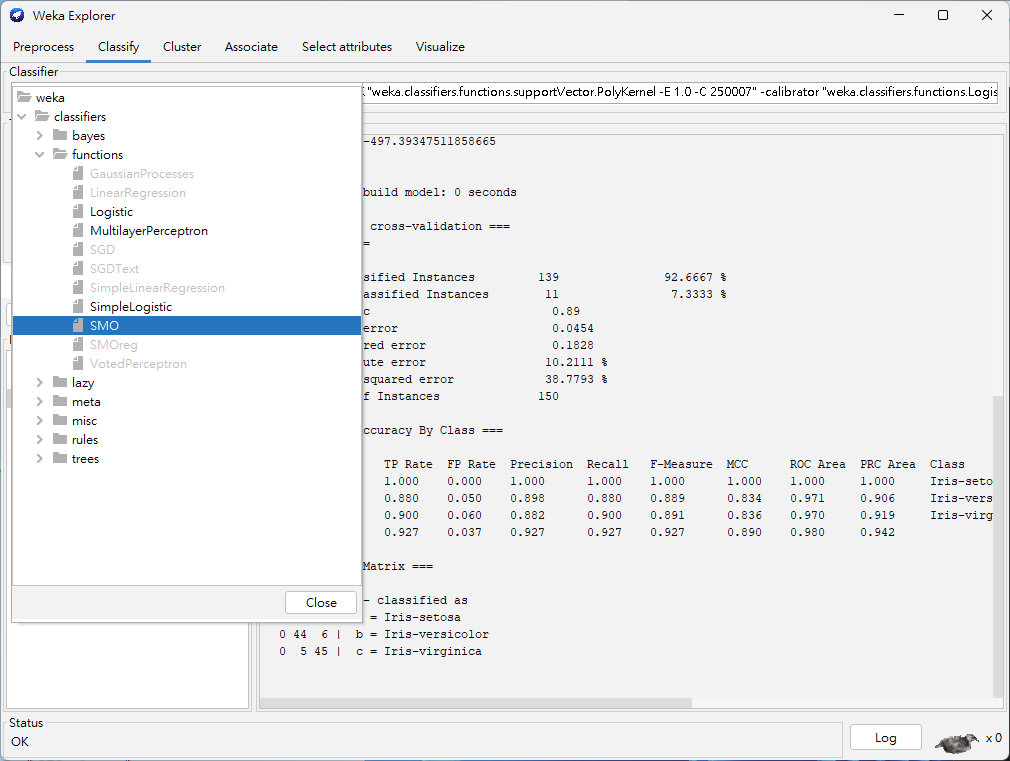 Weka Explorer
Preprocess Classify Cluster Associate Select attributes Visualize
Classifier
"weka.classifiers.functions.supportVector.PolyKernel -E 1.0 -C 250007" -calibrator "weka.classifiers.functions.Logis
weka
classifiers
bayes
functions
GaussianProcesses
LinearRegression
Logistic
MultilayerPerceptron
SGD
SGDText
SimpleLinearRegression
SimpleLogistic
SMO
SMOreg
VotedPerceptron
lazy
meta
misc
rules
trees
Close
-497.39347511858665
build model: 0 seconds
cross-validation ===
=
sified Instances 139 92.6667 %
assified Instances 11 7.3333 %
c 0.89
error 0.0454
red error 0.1828
ute error 10.2111 %
squared error 38.7793 %
f Instances 150
ccuracy By Class ===
TP Rate FP Rate Precision Recall F-Measure MCC ROC Area PRC Area Class
1.000 0.000 1.000 1.000 1.000 1.000 1.000 1.000 Iris-seto
0.880 0.050 0.898 0.880 0.889 0.834 0.971 0.906 Iris-vers
0.900 0.060 0.882 0.900 0.891 0.836 0.970 0.919 Iris-virg
0.927 0.037 0.927 0.927 0.927 0.890 0.980 0.942
Matrix ===
- classified as
= Iris-setosa
0 44 6 | b = Iris-versicolor
0 5 45 | c = Iris-virginica
Status
OK
Log
x 0